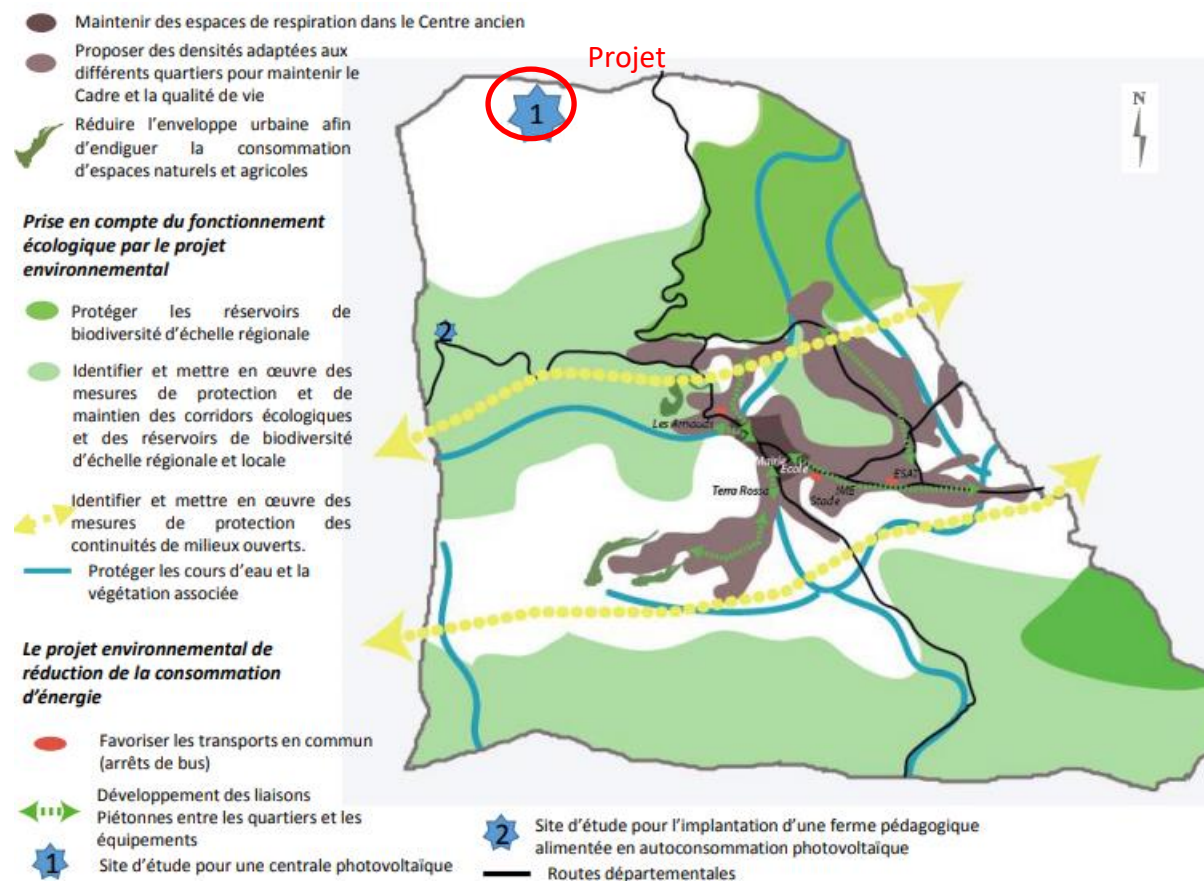 Maintenir des espaces de respiration dans le Centre ancien
Proposer des densités adaptées aux
différents quartiers pour maintenir le
Cadre et la qualité de vie
Réduire l'enveloppe urbaine afin
d'endiguer la consommation
d'espaces naturels et agricoles
Prise en compte du fonctionnement
écologique par le projet
environnemental
Protéger les réservoirs de
biodiversité d'échelle régionale
Identifier et mettre en œuvre des
mesures de protection et de
maintien des corridors écologiques
et des réservoirs de biodiversité
d'échelle régionale et locale
Identifier et mettre en œuvre des
mesures de protection des
continuités de milieux ouverts.
Protéger les cours d'eau et la
végétation associée
Le projet environnemental de
réduction de la consommation
d'énergie
Favoriser les transports en commun
(arrêts de bus)
Développement des liaisons
Piétonnes entre les quartiers et les
équipements
1
Site d'étude pour une centrale photovoltaïque
2
Site d'étude pour l'implantation d'une ferme pédagogique
alimentée en autoconsommation photovoltaïque
Routes départementales
Projet
1
N
2
Les Arnauds
Mairie
Ecole
ESAT
Terra Rossa
IME
Stade